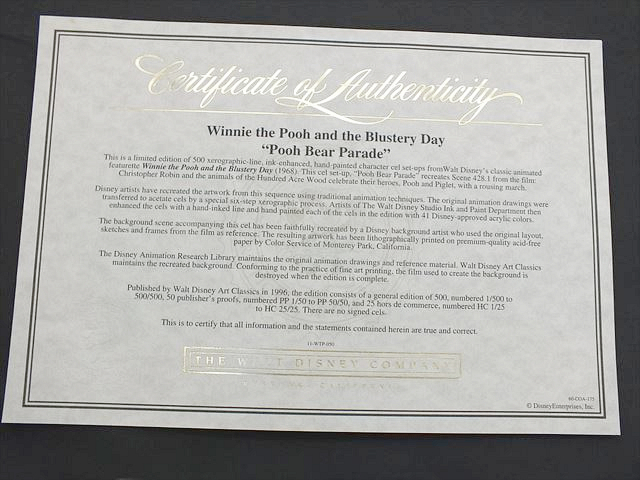 Certificate of Authenticity
Winnie the Pooh and the Blustery Day
“Pooh Bear Parade”
This is a limited edition of 500 xerographic-line, ink-enhanced, hand-painted character cel set-ups fromWalt Disney's classic animated
featurette Winnie the Pooh and the Blustery Day (1968). This cel set-up, “Pooh Bear Parade” recreates Scene 428.1 from the film:
Christopher Robin and the animals of the Hundred Acre Wood celebrate their heroes, Pooh and Piglet, with a rousing march.
Disney artists have recreated the artwork from this sequence using traditional animation techniques. The original animation drawings were
transferred to acetate cels by a special six-step xerographic process. Artists of The Walt Disney Studio Ink and Paint Department then
enhanced the cels with a hand-inked line and hand painted each of the cels in the edition with 41 Disney-approved acrylic colors.
The background scene accompanying this cel has been faithfully recreated by a Disney background artist who used the original layout,
sketches and frames from the film as reference. The resulting artwork has been lithographically printed on premium-quality acid-free
paper by Color Service of Monterey Park, California.
The Disney Animation Research Library maintains the original animation drawings and reference material. Walt Disney Art Classics
maintains the recreated background. Conforming to the practice of fine art printing, the film used to create the background is
destroyed when the edition is complete.
Published by Walt Disney Art Classics in 1996, the edition consists of a general edition of 500, numbered 1/500 to
500/500, 50 publisher's proofs, numbered PP 1/50 to PP 50/50, and 25 hors de commerce, numbered HC 1/25
to HC 25/25. There are no signed cels.
This is to certify that all information and the statements contained herein are true and correct.
11-WTP-050
THE WALT DISNEY COMPANY
60-COA-175
© DisneyEnterprises, Inc.